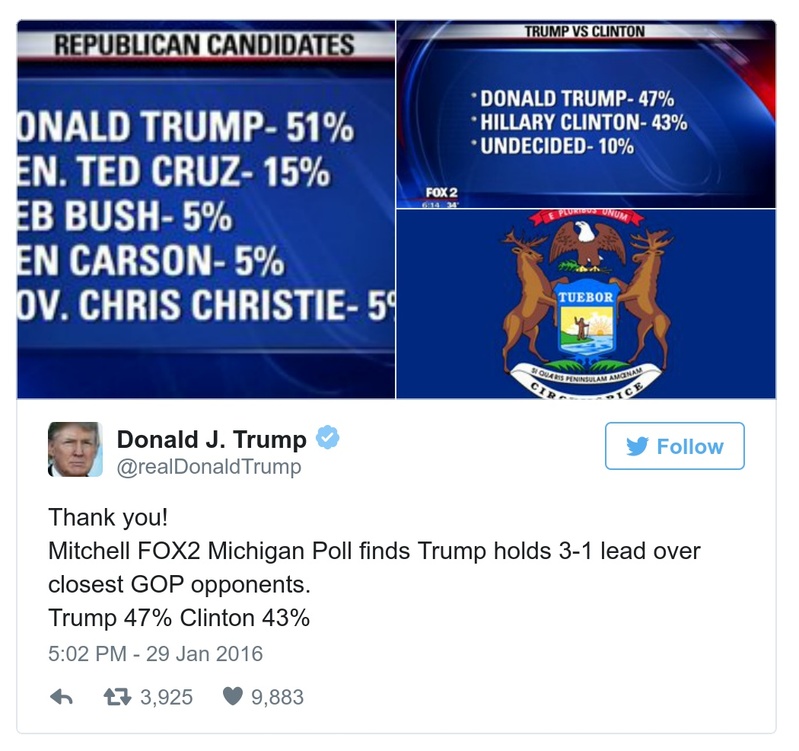 REPUBLICAN CANDIDATES
ONALD TRUMP- 51%
EN. TED CRUZ- 15%
EB BUSH- 5%
EN CARSON- 5%
OV. CHRIS CHRISTIE- 5%
TRUMP VS CLINTON
• DONALD TRUMP- 47%
• HILLARY CLINTON- 43%
• UNDECIDED- 10%
FOX 2
6:14 34°
E PLURIBUS UNUM
TUEBOR
SI QUÆRIS PENINSULAM AMŒNAM
Donald J. Trump
@realDonaldTrump
Follow
Thank you!
Mitchell FOX2 Michigan Poll finds Trump holds 3-1 lead over
closest GOP opponents.
Trump 47% Clinton 43%
5:02 PM - 29 Jan 2016
3,925 9,883